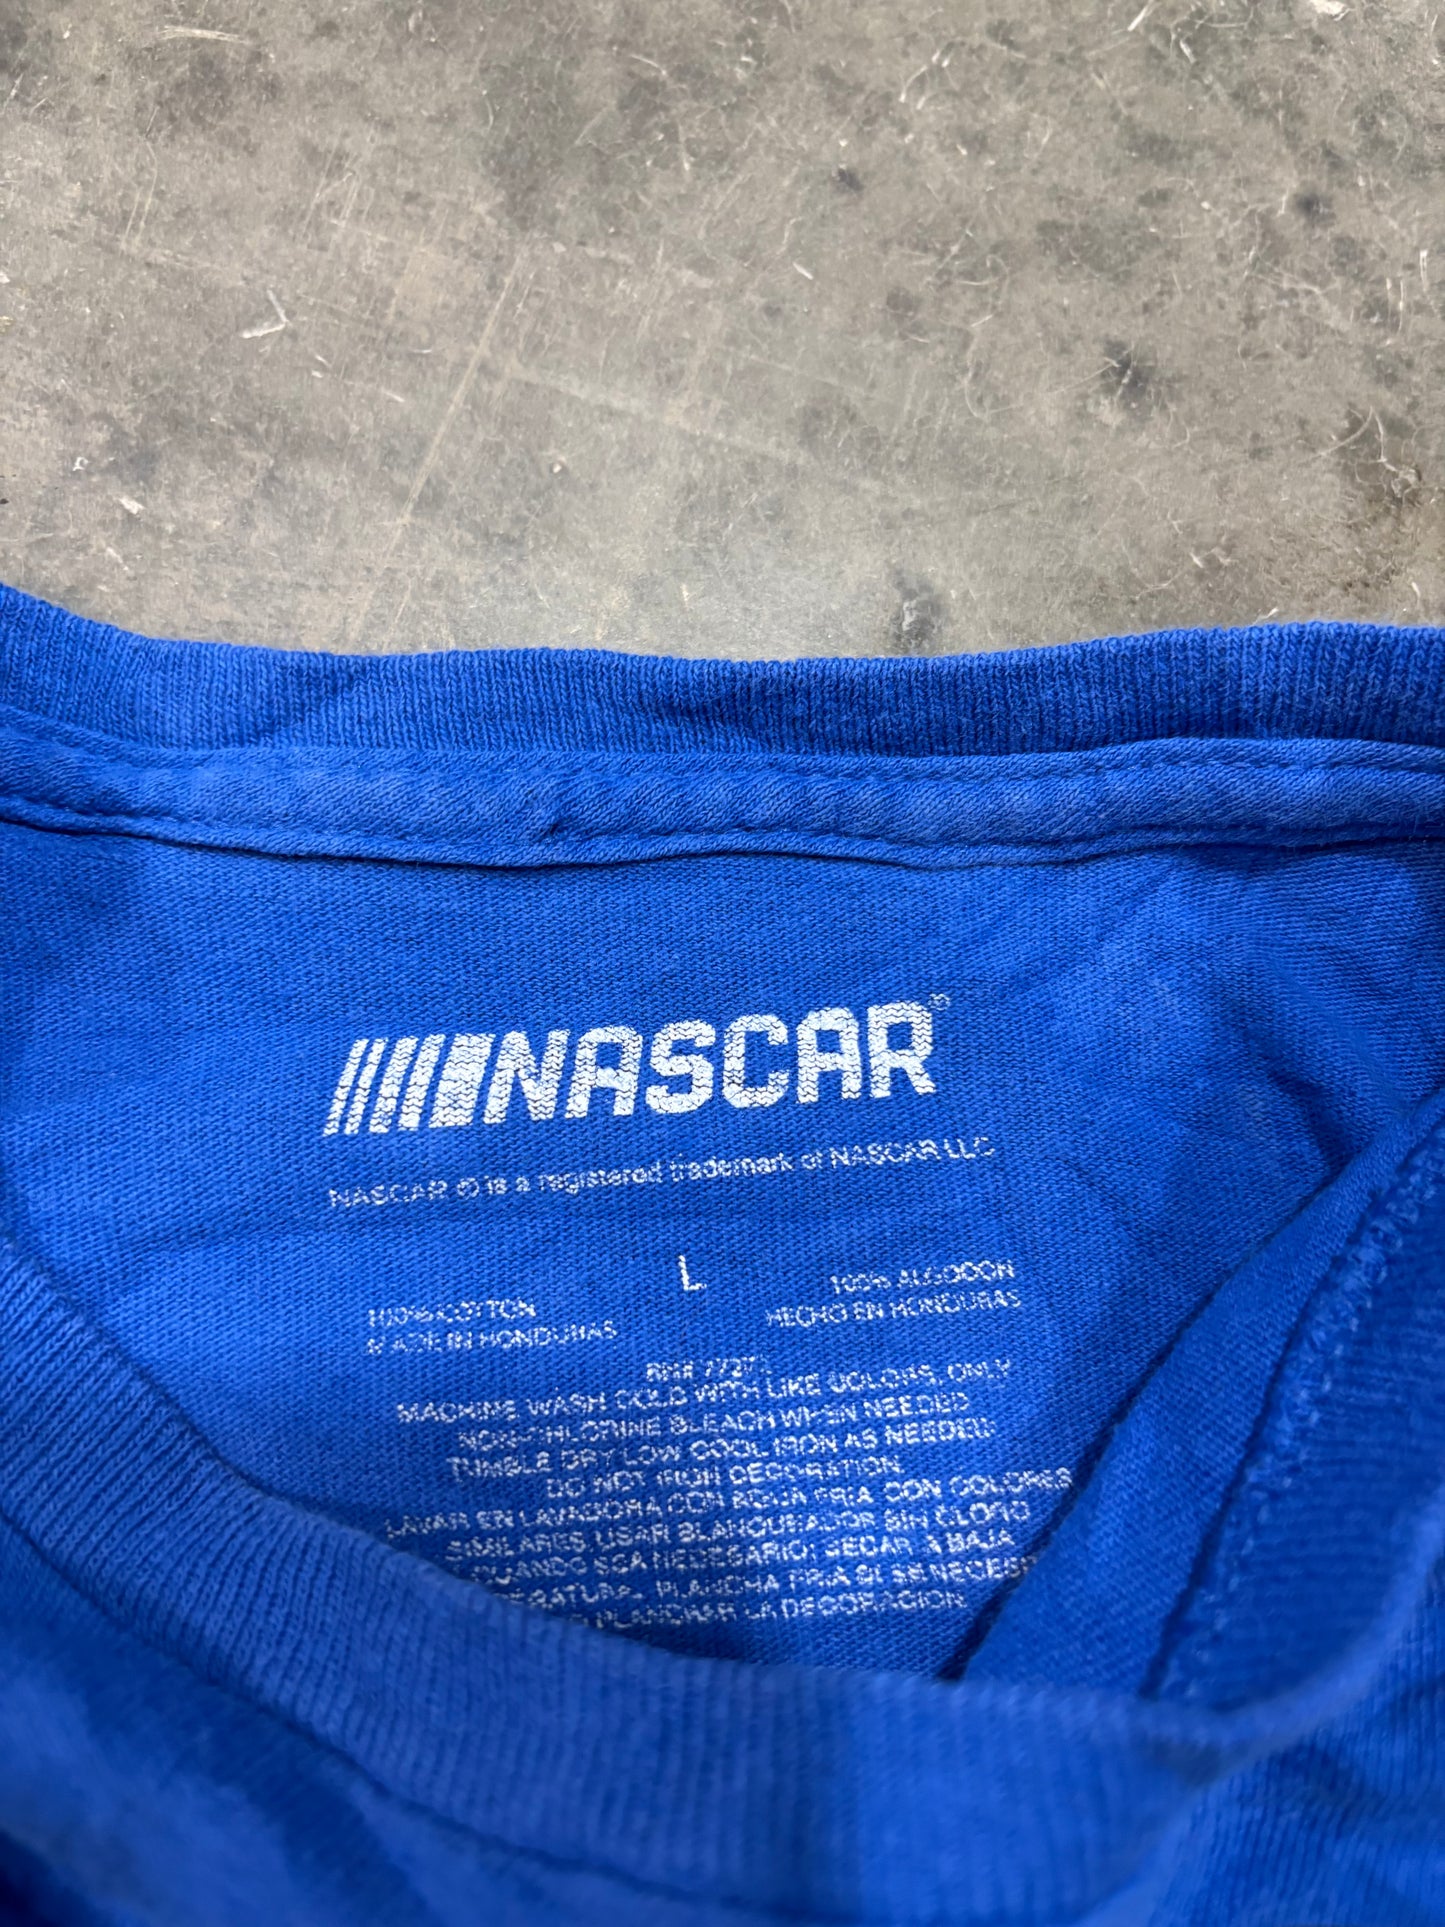 NASCAR®
NASCAR ® is a registered trademark of NASCAR LLC
L
100% COTTON
MADE IN HONDURAS
100% ALGODON
HECHO EN HONDURAS
RN#
MACHINE WASH COLD WITH LIKE COLORS, ONLY
NON-CHLORINE BLEACH WHEN NEEDED
TUMBLE DRY LOW COOL IRON AS NEEDED
DO NOT IRON DECORATION.
LAVAR EN LAVADORA CON AGUA FRIA CON COLORES
SIMILARES USAR BLANQUEADOR SIN CLORO
CUANDO SEA NECESARIO: SECAR A BAJA
PLANCHA FRIA SI SE
PLANCHAR LA DECORACION.